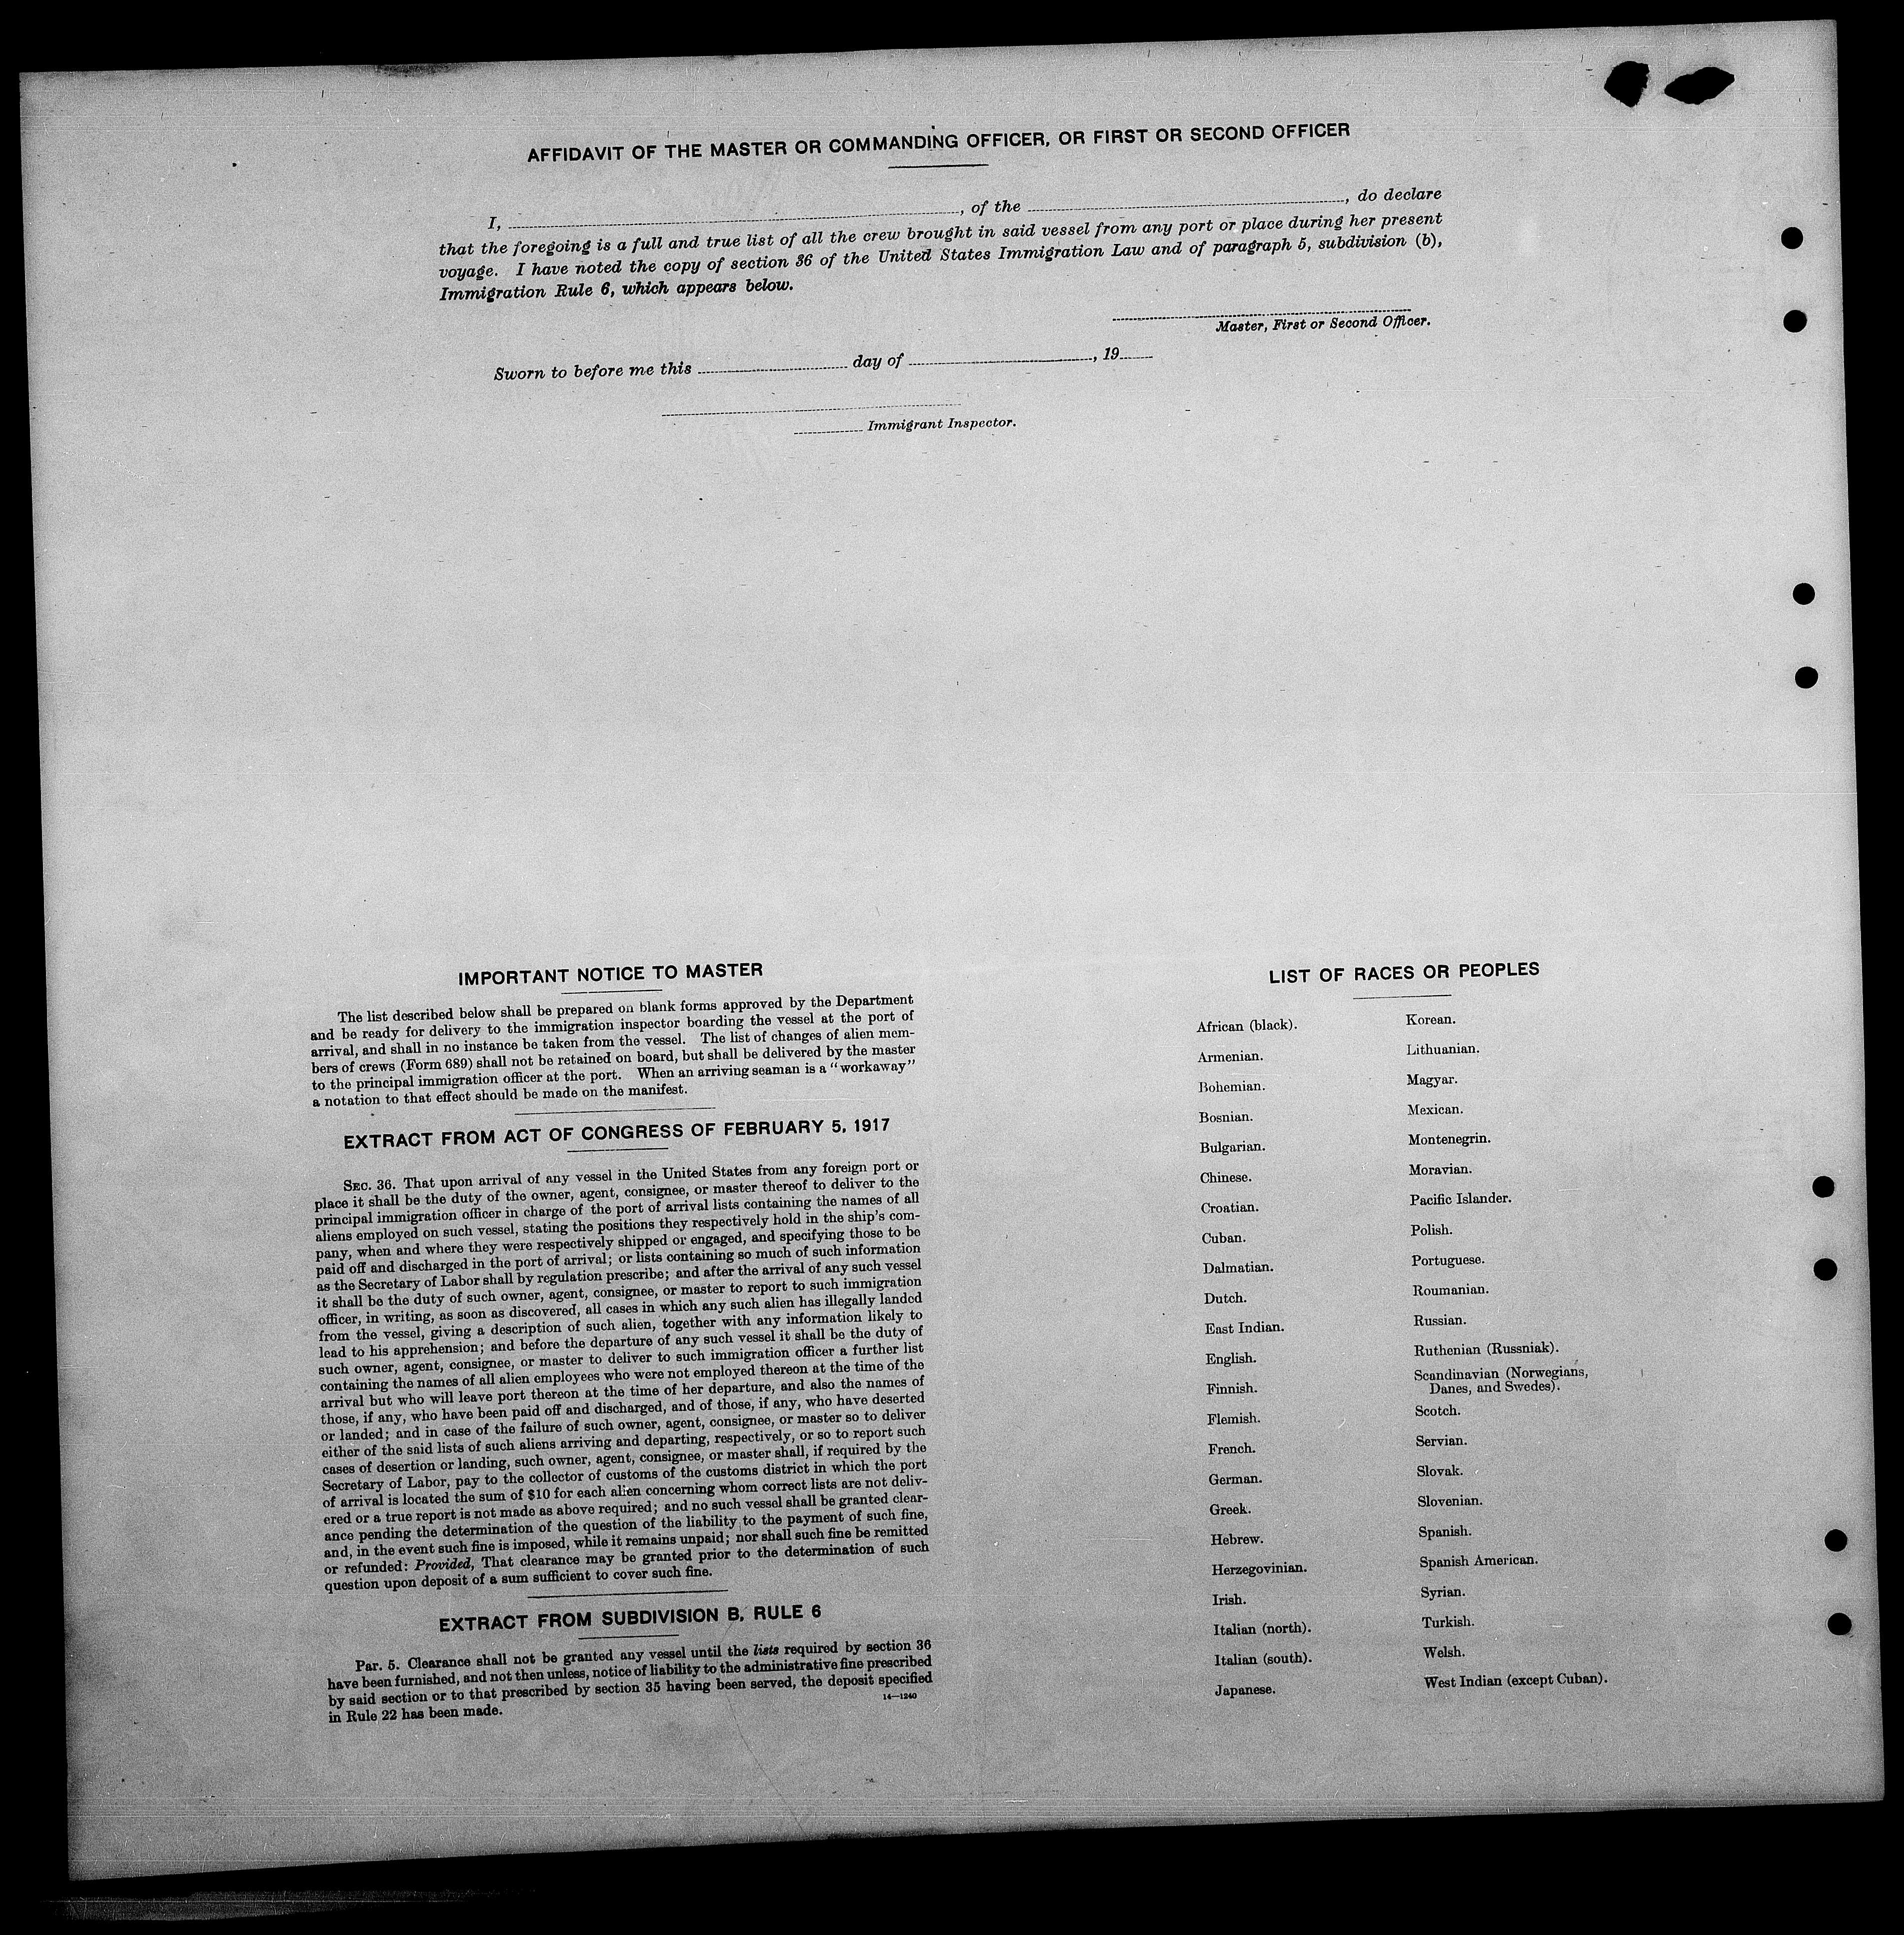 AFFIDAVIT OF THE MASTER OR COMMANDING OFFICER, OR FIRST OR SECOND OFFICER
I, , of the , do declare
that the foregoing is a full and true list of all the crew brought in said vessel from any port or place during her present
voyage. I have noted the copy of section 36 of the United States Immigration Law and of paragraph 5, subdivision (b),
Immigration Rule 6, which appears below.
Master, First or Second Officer.
Sworn to before me this day of , 19
Immigrant Inspector.
IMPORTANT NOTICE TO MASTER
The list described below shall be prepared on blank forms approved by the Department
and be ready for delivery to the immigration inspector boarding the vessel at the port of
arrival, and shall in no instance be taken from the vessel. The list of changes of alien mem-
bers of crews (Form 689) shall not be retained on board, but shall be delivered by the master
to the principal immigration officer at the port. When an arriving seaman is a "workaway"
a notation to that effect should be made on the manifest.
EXTRACT FROM ACT OF CONGRESS OF FEBRUARY 5, 1917
SEC. 36. That upon arrival of any vessel in the United States from any foreign port or
place it shall be the duty of the owner, agent, consignee, or master thereof to deliver to the
principal immigration officer in charge of the port of arrival lists containing the names of all
aliens employed on such vessel, stating the positions they respectively hold in the ship's com-
pany, when and where they were respectively shipped or engaged, and specifying those to be
paid off and discharged in the port of arrival; or lists containing so much of such information
as the Secretary of Labor shall by regulation prescribe; and after the arrival of any such vessel
it shall be the duty of such owner, agent, consignee, or master to report to such immigration
officer, in writing, as soon as discovered, all cases in which any such alien has illegally landed
from the vessel, giving a description of such alien, together with any information likely to
lead to his apprehension; and before the departure of any such vessel it shall be the duty of
such owner, agent, consignee, or master to deliver to such immigration officer a further list
containing the names of all alien employees who were not employed thereon at the time of the
arrival but who will leave port thereon at the time of her departure, and also the names of
those, if any, who have been paid off and discharged, and of those, if any, who have deserted
or landed; and in case of the failure of such owner, agent, consignee, or master so to deliver
either of the said lists of such aliens arriving and departing, respectively, or so to report such
cases of desertion or landing, such owner, agent, consignee, or master shall, if required by the
Secretary of Labor, pay to the collector of customs of the customs district in which the port
of arrival is located the sum of $10 for each alien concerning whom correct lists are not deliv-
ered or a true report is not made as above required; and no such vessel shall be granted clear-
ance pending the determination of the question of the liability to the payment of such fine,
and, in the event such fine is imposed, while it remains unpaid; nor shall such fine be remitted
or refunded: Provided, That clearance may be granted prior to the determination of such
question upon deposit of a sum sufficient to cover such fine.
EXTRACT FROM SUBDIVISION B, RULE 6
Par. 5. Clearance shall not be granted any vessel until the lists required by section 36
have been furnished, and not then unless, notice of liability to the administrative fine prescribed
by said section or to that prescribed by section 35 having been served, the deposit specified
in Rule 22 has been made.
14—1240
LIST OF RACES OR PEOPLES
African (black).
Armenian.
Bohemian.
Bosnian.
Bulgarian.
Chinese.
Croatian.
Cuban.
Dalmatian.
Dutch.
East Indian.
English.
Finnish.
Flemish.
French.
German.
Greek.
Hebrew.
Herzegovinian.
Irish.
Italian (north).
Italian (south).
Japanese.
Korean.
Lithuanian.
Magyar.
Mexican.
Montenegrin.
Moravian.
Pacific Islander.
Polish.
Portuguese.
Roumanian.
Russian.
Ruthenian (Russniak).
Scandinavian (Norwegians,
Danes, and Swedes).
Scotch.
Servian.
Slovak.
Slovenian.
Spanish.
Spanish American.
Syrian.
Turkish.
Welsh.
West Indian (except Cuban).